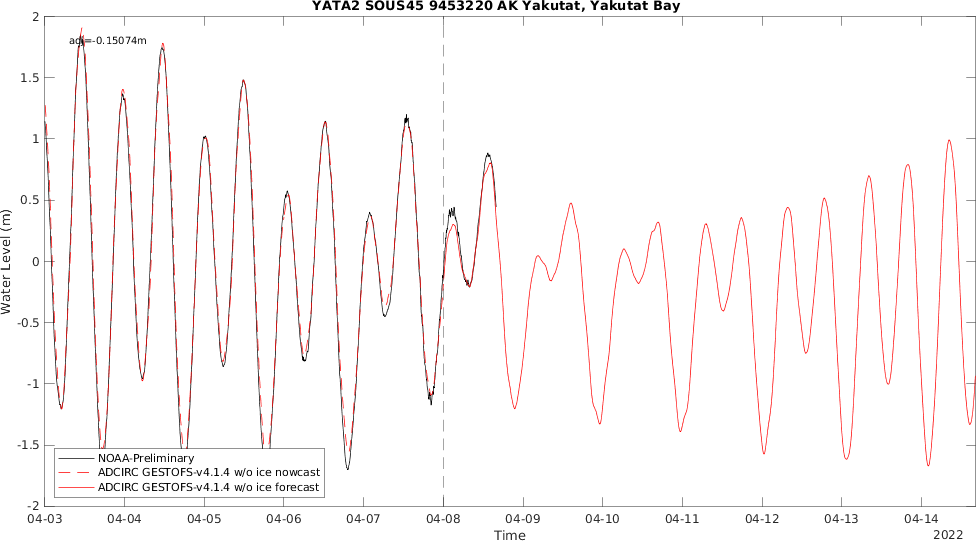 YATA2 SOUS45 9453220 AK Yakutat, Yakutat Bay
2
1.5
1
0.5
0
-0.5
-1
-1.5
-2
Water Level (m)
adj=-0.15074m
NOAA-Preliminary
ADCIRC GESTOFS-v4.1.4 w/o ice nowcast
ADCIRC GESTOFS-v4.1.4 w/o ice forecast
04-03 04-04 04-05 04-06 04-07 04-08 04-09 04-10 04-11 04-12 04-13 04-14
Time
2022